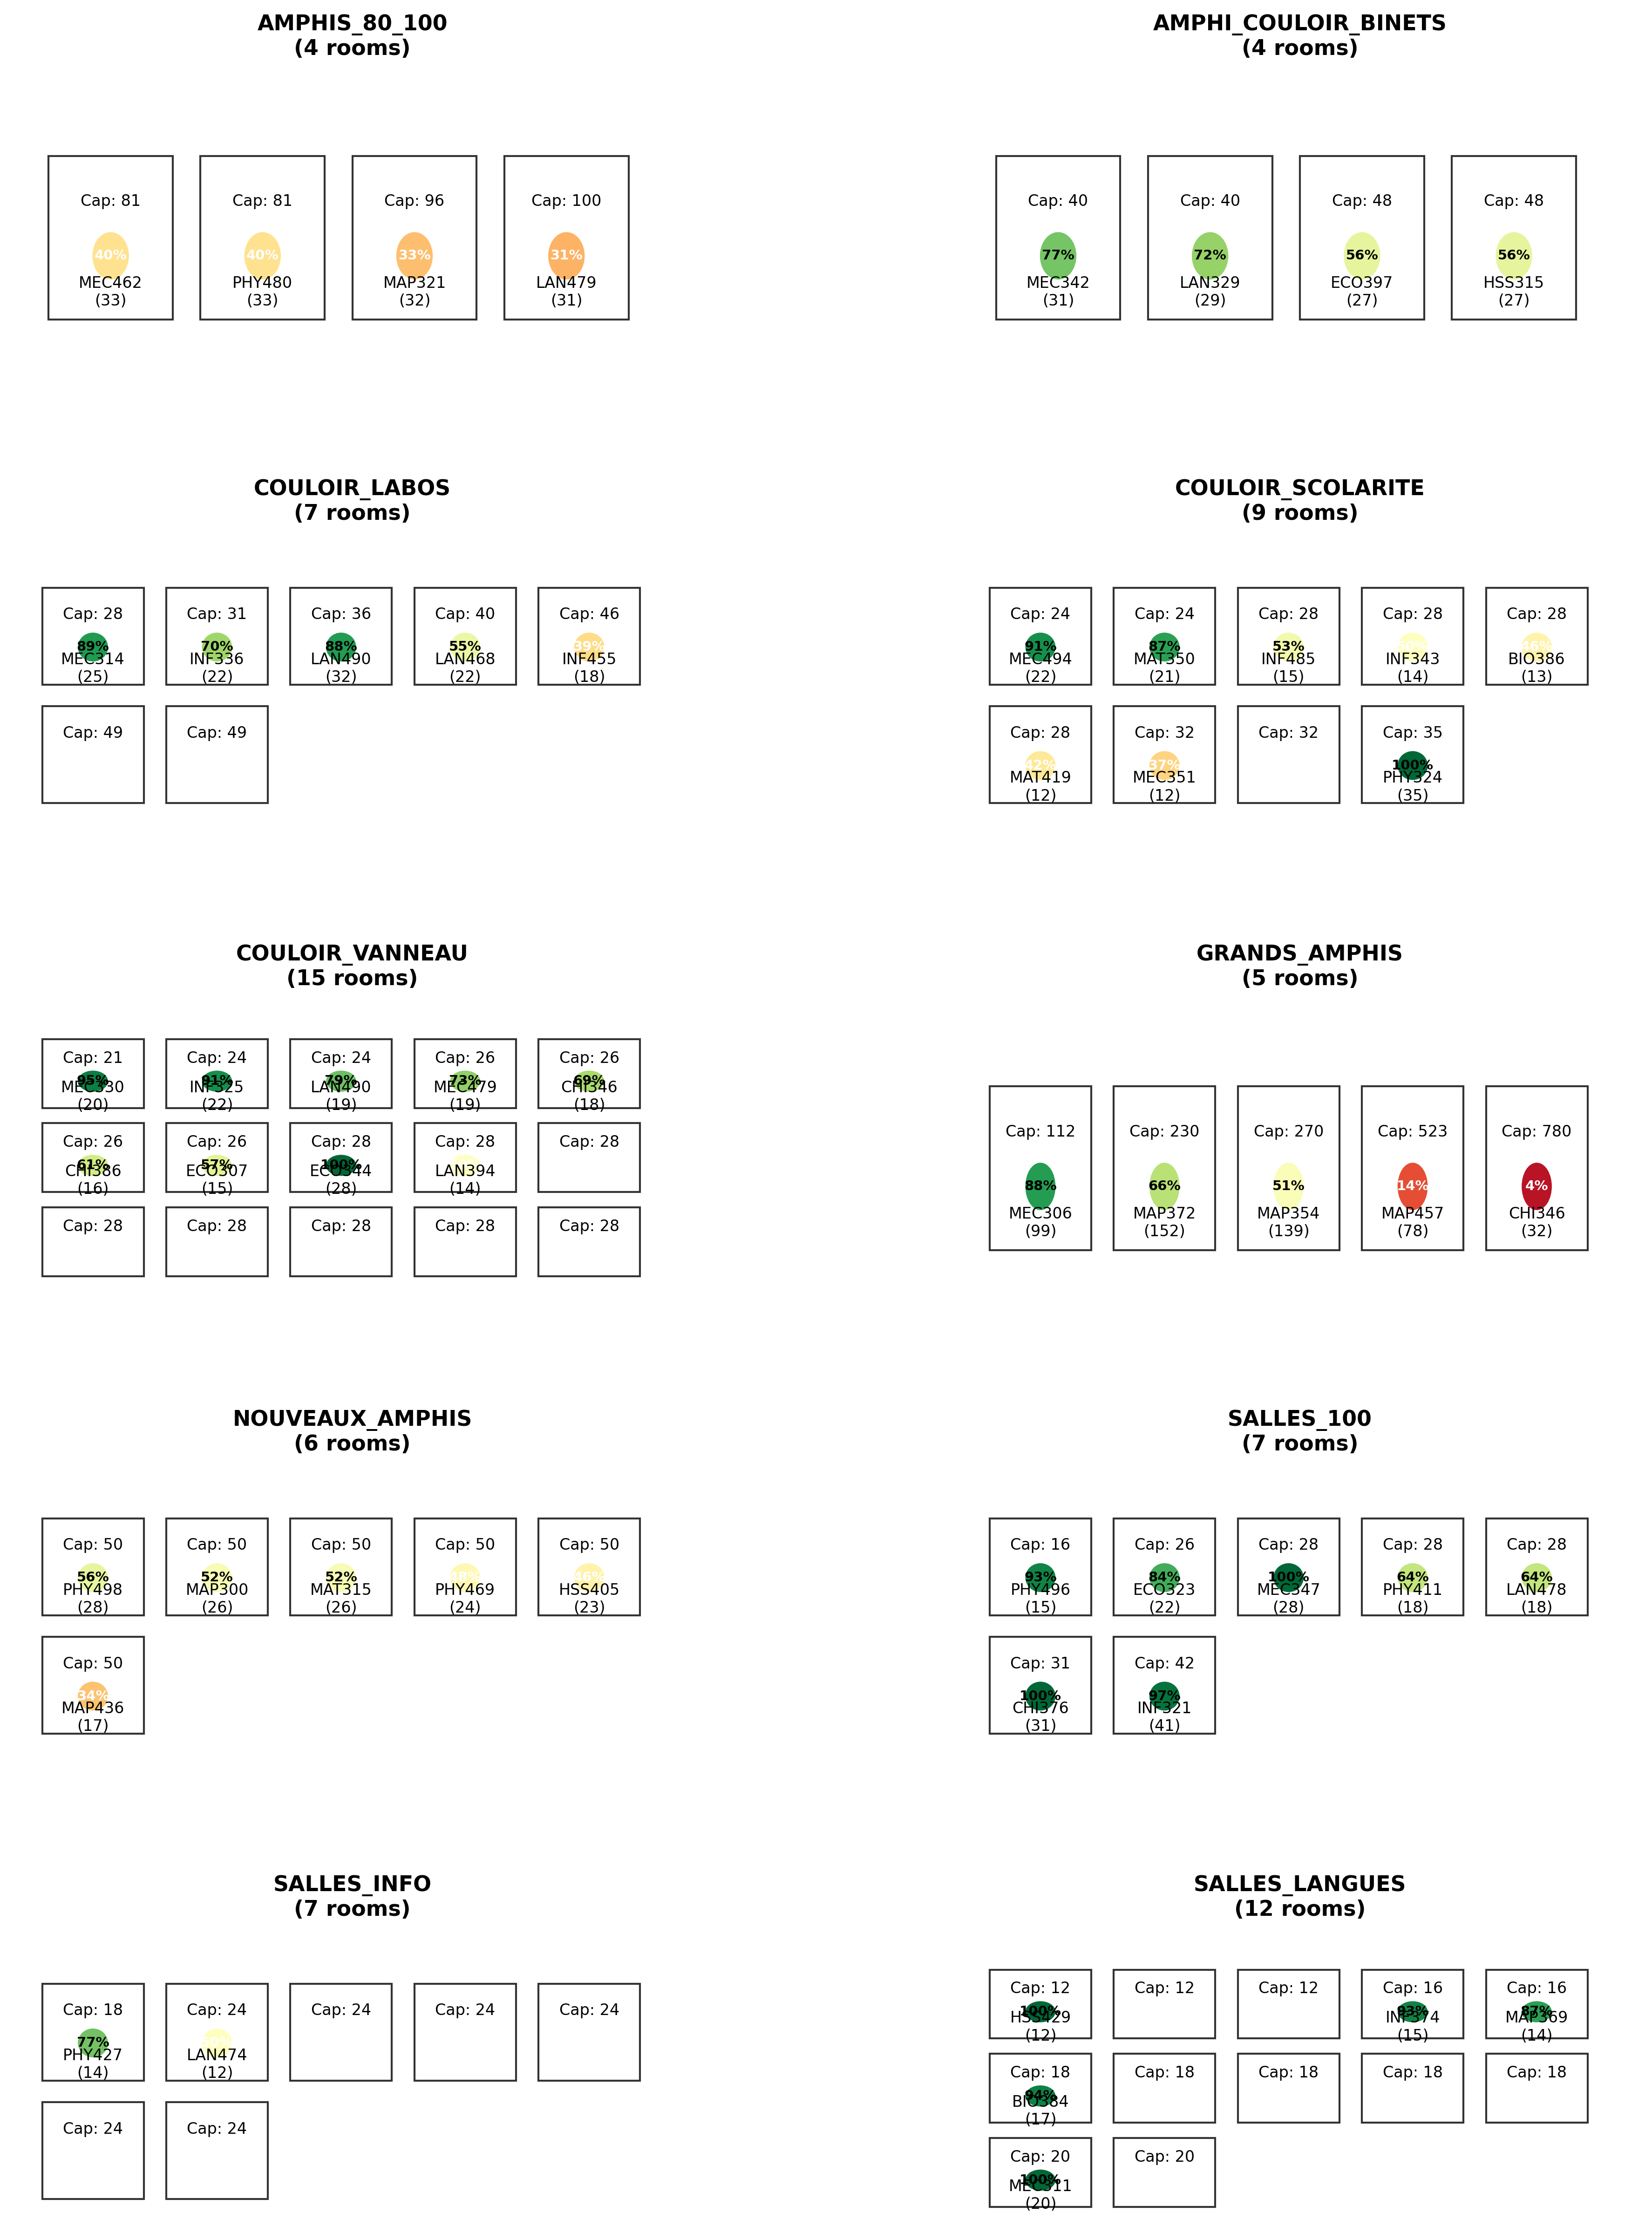 AMPHIS_80_100
(4 rooms)
Cap: 81
40%
MEC462
(33)
Cap: 81
40%
PHY480
(33)
Cap: 96
33%
MAP321
(32)
Cap: 100
31%
LAN479
(31)
AMPHI_COULOIR_BINETS
(4 rooms)
Cap: 40
77%
MEC342
(31)
Cap: 40
72%
LAN329
(29)
Cap: 48
56%
ECO397
(27)
Cap: 48
56%
HSS315
(27)
COULOIR_LABOS
(7 rooms)
Cap: 28
89%
MEC314
(25)
Cap: 31
70%
INF336
(22)
Cap: 36
88%
LAN490
(32)
Cap: 40
55%
LAN468
(22)
Cap: 46
39%
INF455
(18)
Cap: 49
Cap: 49
COULOIR_SCOLARITE
(9 rooms)
Cap: 24
91%
MEC494
(22)
Cap: 24
87%
MAT350
(21)
Cap: 28
53%
INF485
(15)
Cap: 28
INF343
(14)
Cap: 28
46%
BIO386
(13)
Cap: 28
42%
MAT419
(12)
Cap: 32
37%
MEC351
(12)
Cap: 32
Cap: 35
100%
PHY324
(35)
COULOIR_VANNEAU
(15 rooms)
Cap: 21
95%
MEC330
(20)
Cap: 24
91%
INF325
(22)
Cap: 24
79%
LAN490
(19)
Cap: 26
73%
MEC479
(19)
Cap: 26
69%
CHI346
(18)
Cap: 26
61%
CHI386
(16)
Cap: 26
57%
ECO307
(15)
Cap: 28
100%
ECO344
(28)
Cap: 28
LAN394
(14)
Cap: 28
Cap: 28
Cap: 28
Cap: 28
Cap: 28
Cap: 28
GRANDS_AMPHIS
(5 rooms)
Cap: 112
88%
MEC306
(99)
Cap: 230
66%
MAP372
(152)
Cap: 270
51%
MAP354
(139)
Cap: 523
14%
MAP457
(78)
Cap: 780
4%
CHI346
(32)
NOUVEAUX_AMPHIS
(6 rooms)
Cap: 50
56%
PHY498
(28)
Cap: 50
52%
MAP300
(26)
Cap: 50
52%
MAT315
(26)
Cap: 50
48%
PHY469
(24)
Cap: 50
46%
HSS405
(23)
Cap: 50
34%
MAP436
(17)
SALLES_100
(7 rooms)
Cap: 16
93%
PHY496
(15)
Cap: 26
84%
ECO323
(22)
Cap: 28
100%
MEC347
(28)
Cap: 28
64%
PHY411
(18)
Cap: 28
64%
LAN478
(18)
Cap: 31
100%
CHI376
(31)
Cap: 42
97%
INF321
(41)
SALLES_INFO
(7 rooms)
Cap: 18
77%
PHY427
(14)
Cap: 24
LAN474
(12)
Cap: 24
Cap: 24
Cap: 24
Cap: 24
Cap: 24
SALLES_LANGUES
(12 rooms)
Cap: 12
100%
HSS429
(12)
Cap: 12
Cap: 12
Cap: 16
93%
INF374
(15)
Cap: 16
87%
MAP369
(14)
Cap: 18
94%
BIO384
(17)
Cap: 18
Cap: 18
Cap: 18
Cap: 18
Cap: 20
100%
MEC311
(20)
Cap: 20